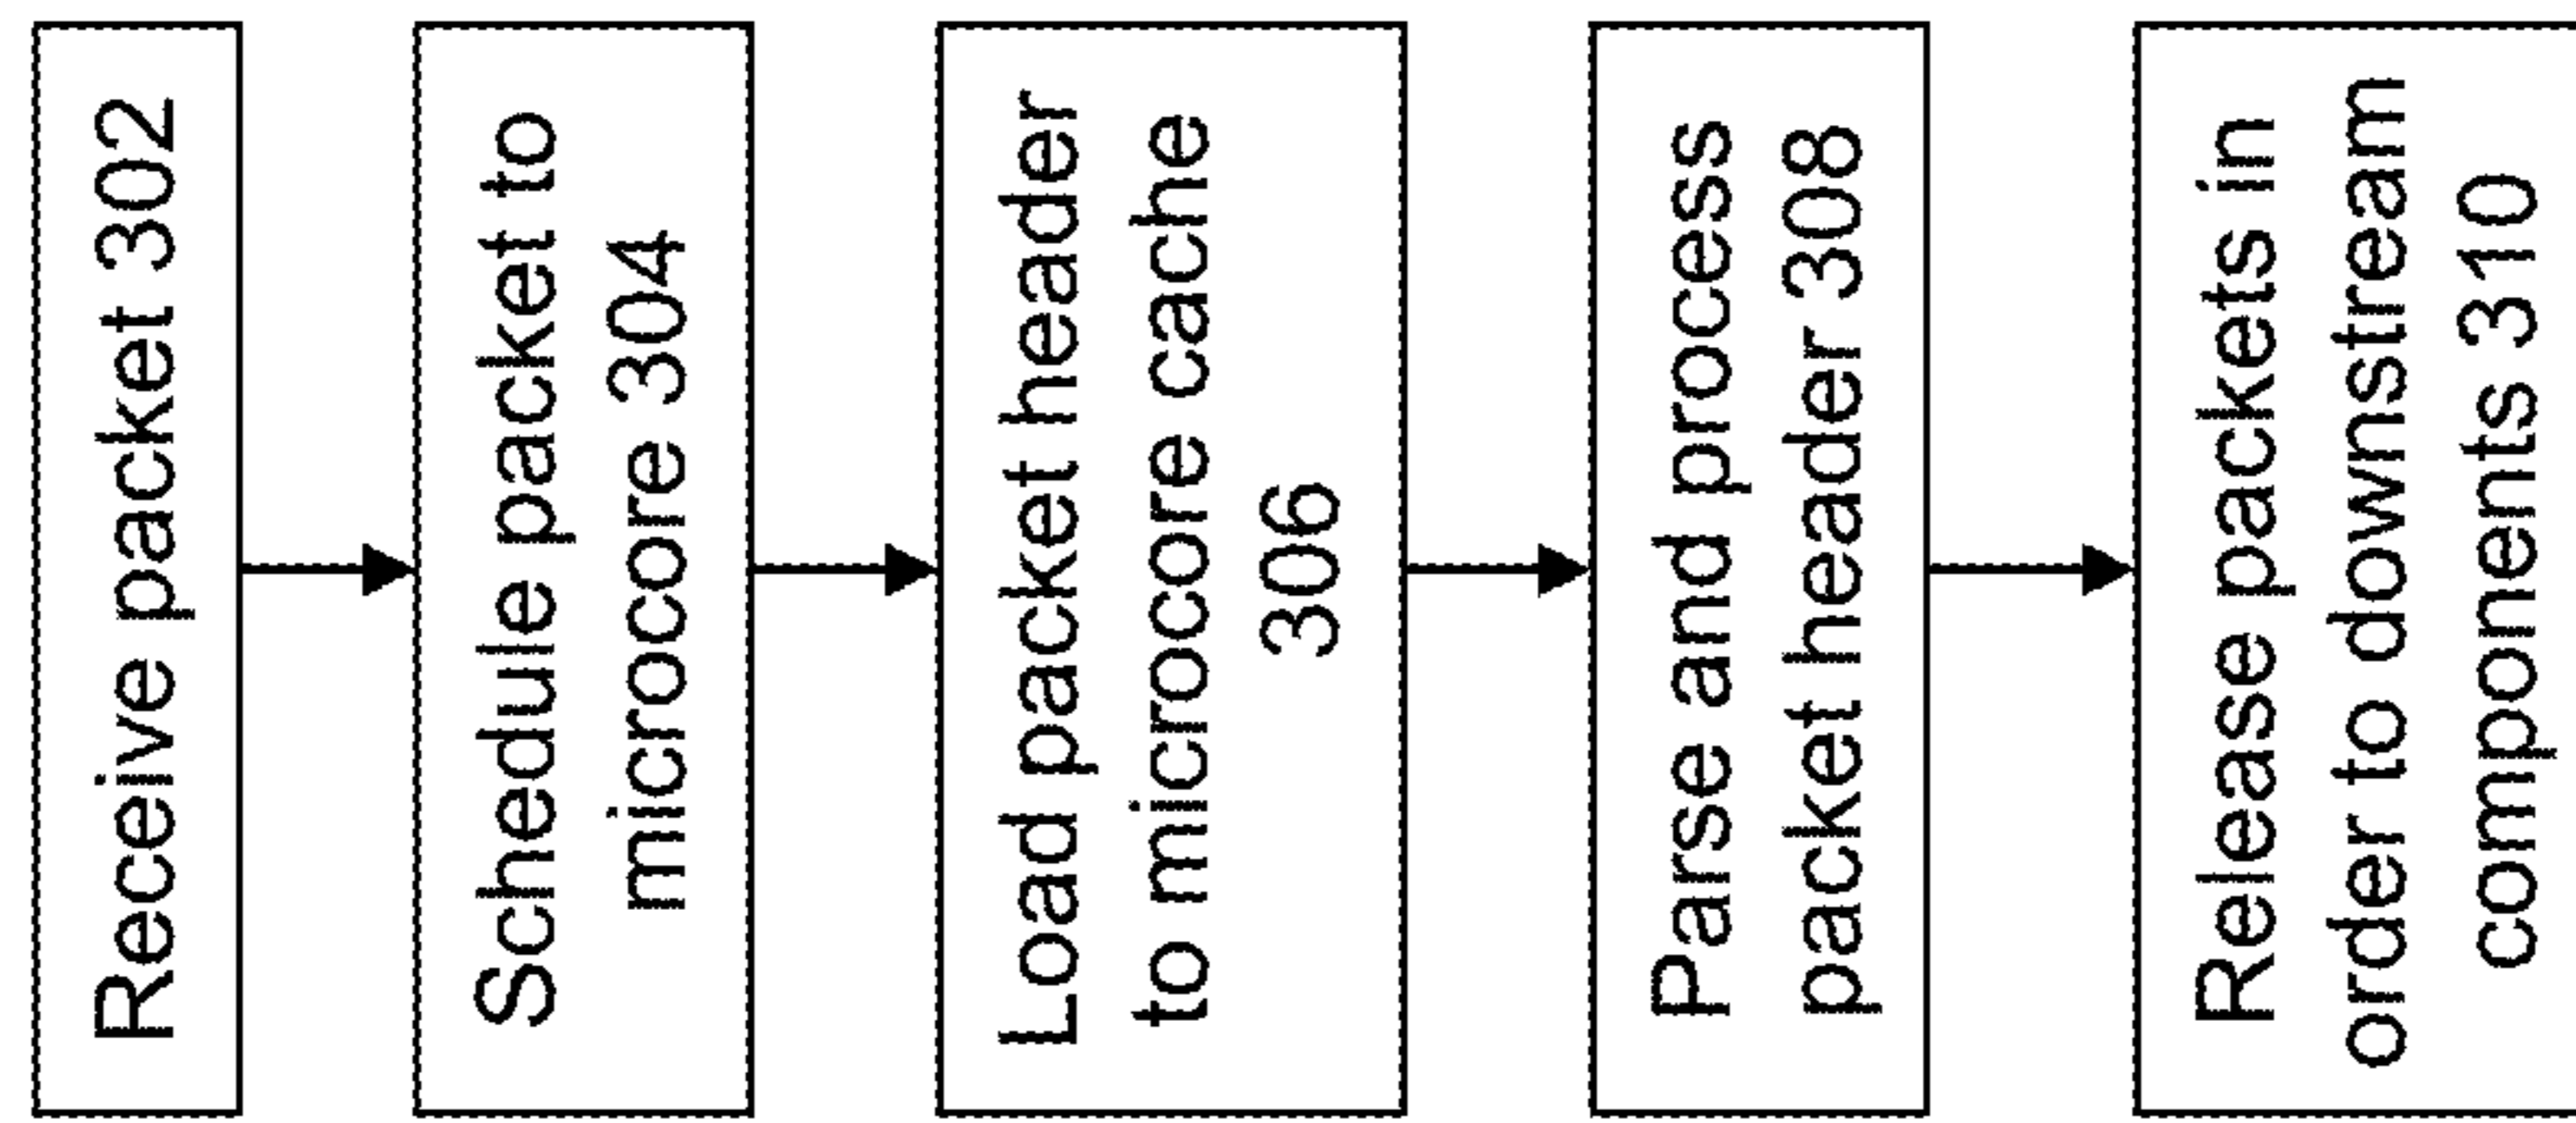 Receive packet 302
Schedule packet to
microcore 304
Load packet header
to microcore cache
306
Parse and process
packet header 308
Release packets in
order to downstream
components 310